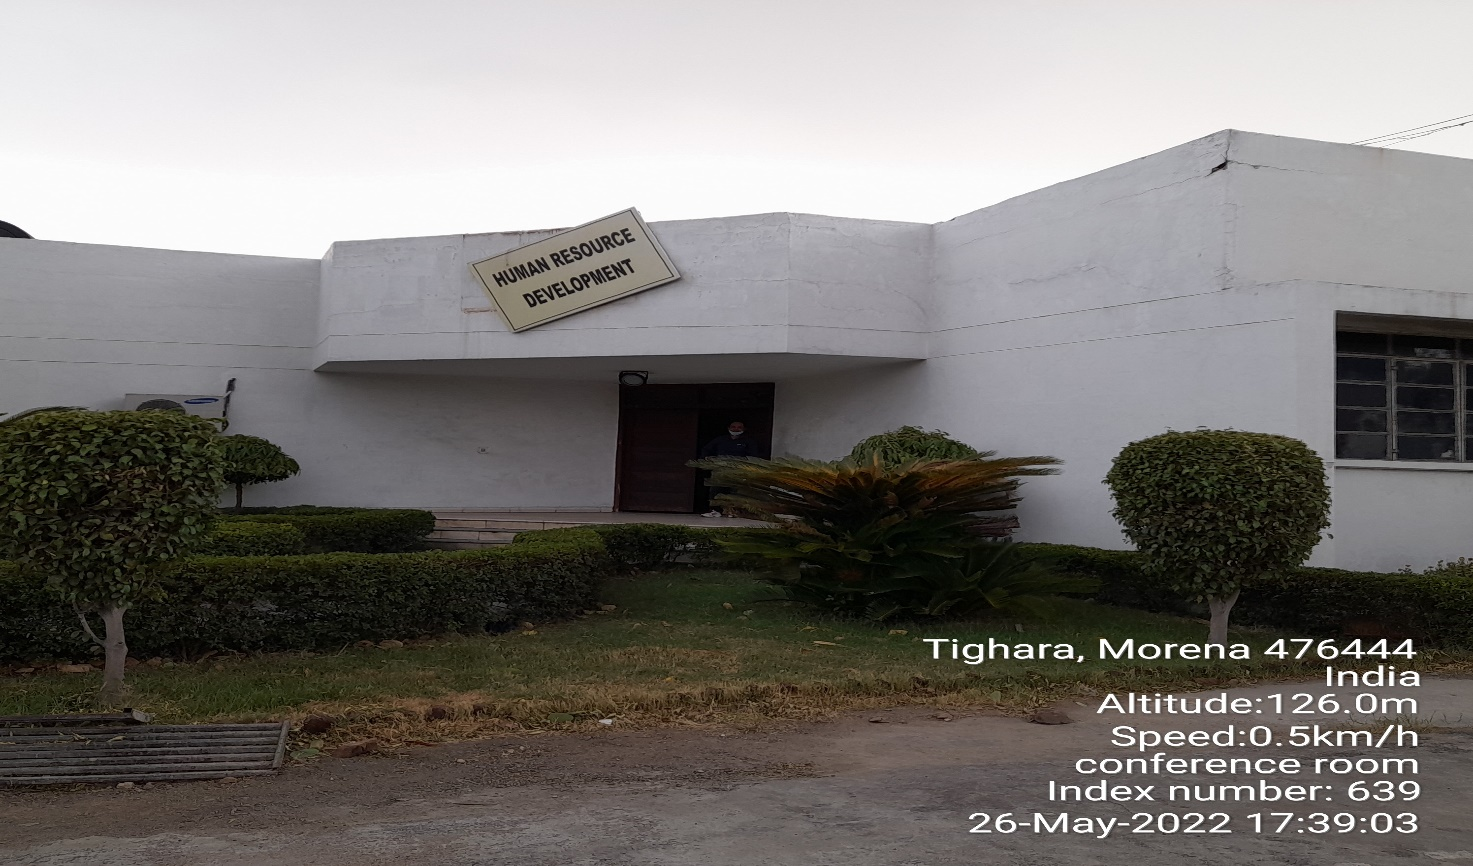 HUMAN RESOURCE
DEVELOPMENT
Tighara, Morena 476444
India
Altitude:126.0m
Speed:0.5km/h
conference room
Index number: 639
26-May-2022 17:39:03